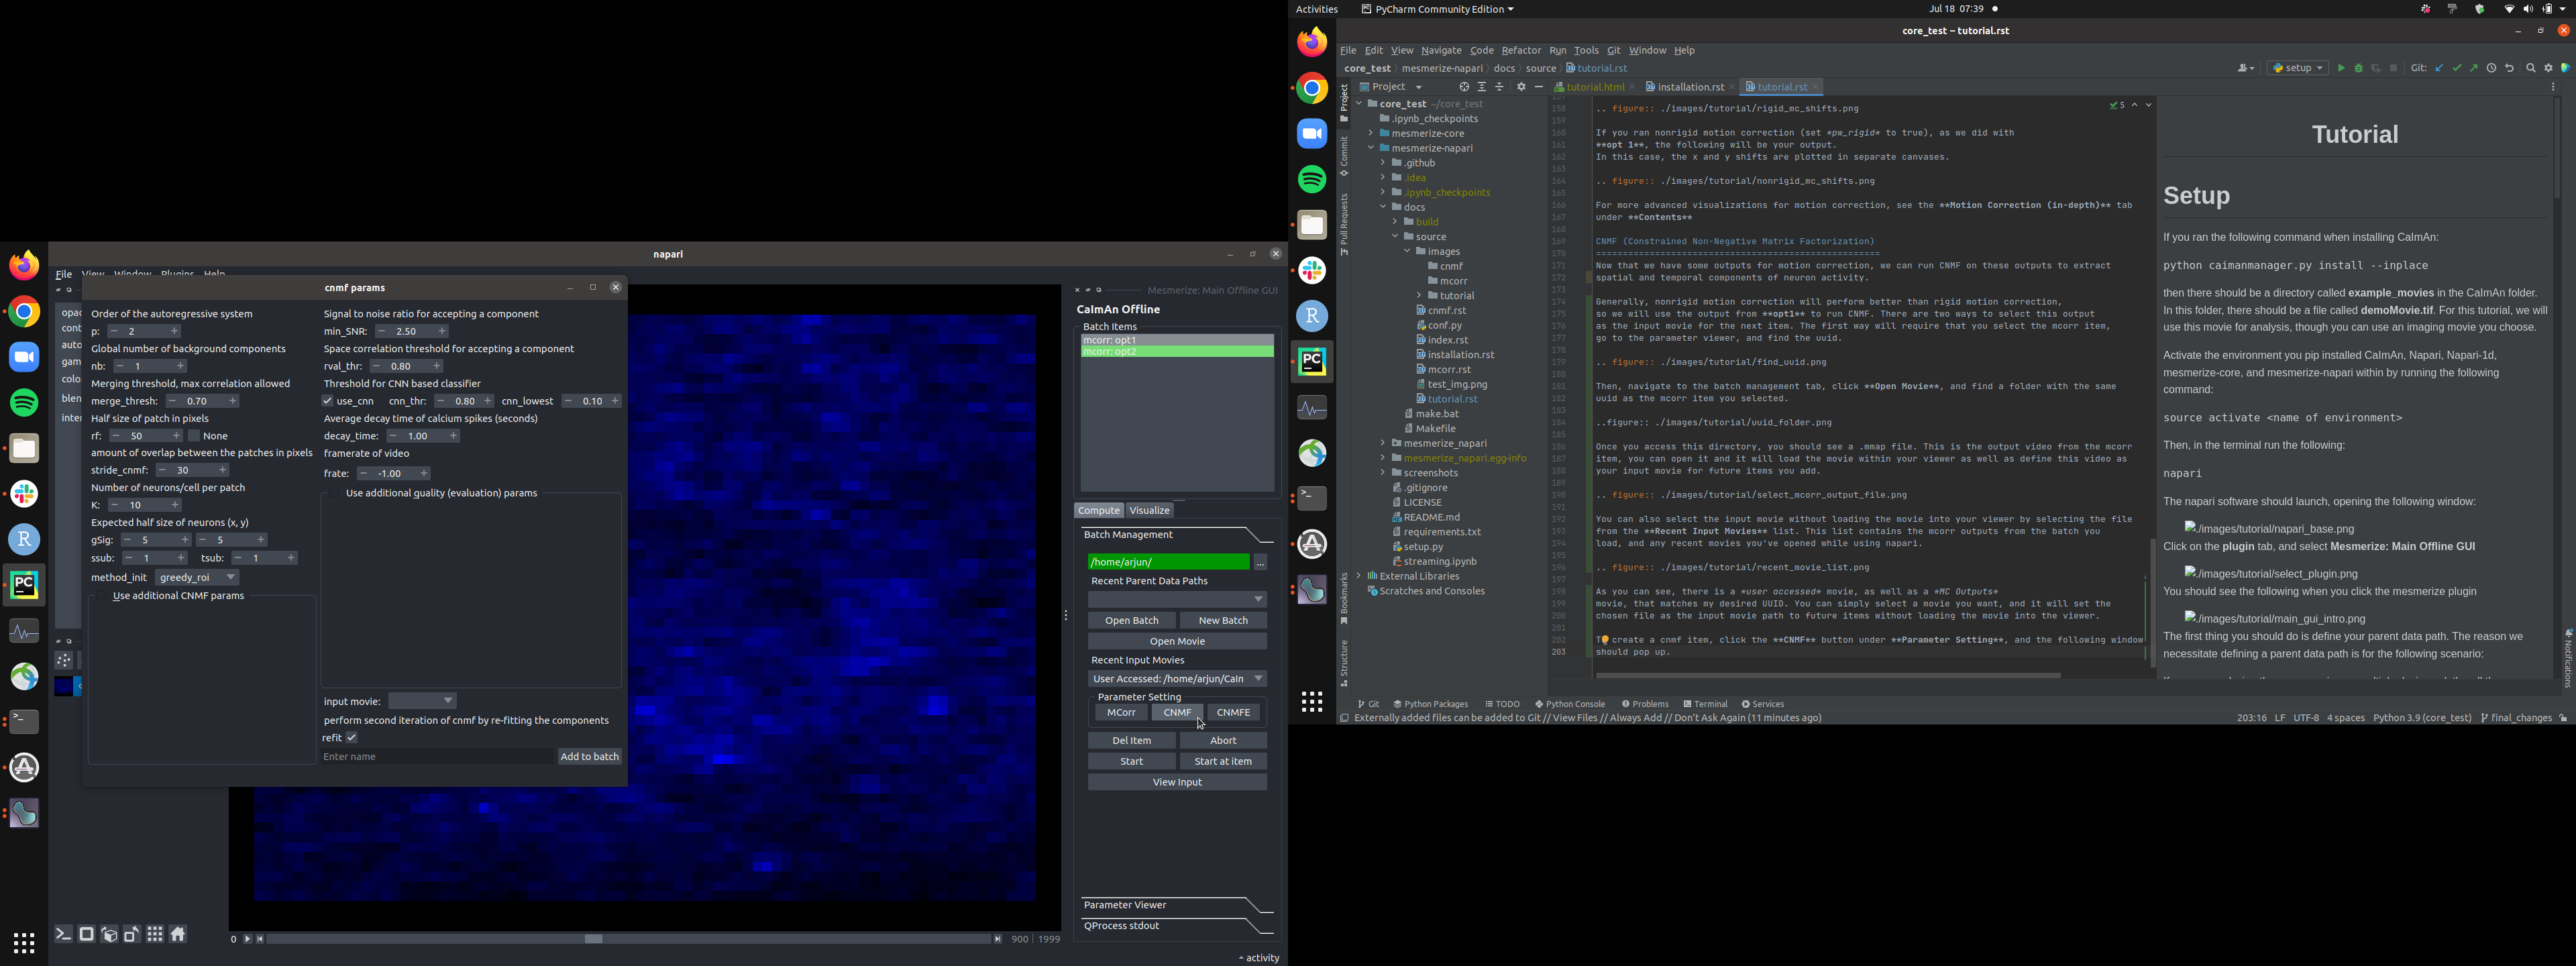 napari
File View Window Plugins Help
cnmf params
Order of the autoregressive system
p: − 2 +
Global number of background components
nb: − 1 +
Merging threshold, max correlation allowed
merge_thresh: − 0.70 +
Half size of patch in pixels
rf: − 50 + None
amount of overlap between the patches in pixels
stride_cnmf: − 30 +
Number of neurons/cell per patch
K: − 10 +
Expected half size of neurons (x, y)
gSig: − 5 + − 5 +
ssub: − 1 + tsub: − 1 +
method_init greedy_roi
Use additional CNMF params
Signal to noise ratio for accepting a component
min_SNR: − 2.50 +
Space correlation threshold for accepting a component
rval_thr: − 0.80 +
Threshold for CNN based classifier
use_cnn cnn_thr: − 0.80 + cnn_lowest − 0.10 +
Average decay time of calcium spikes (seconds)
decay_time: − 1.00 +
framerate of video
frate: − -1.00 +
Use additional quality (evaluation) params
input movie:
perform second iteration of cnmf by re-fitting the components
refit
Enter name Add to batch
opac
cont
auto
gam
colo
blen
inter
Mesmerize: Main Offline GUI
CaImAn Offline
Batch Items
mcorr: opt1
mcorr: opt2
Compute Visualize
Batch Management
/home/arjun/ ...
Recent Parent Data Paths
Open Batch New Batch
Open Movie
Recent Input Movies
User Accessed: /home/arjun/CaIn
Parameter Setting
MCorr CNMF CNMFE
Del Item Abort
Start Start at item
View Input
Parameter Viewer
QProcess stdout
0 900 | 1999
activity
Activities PyCharm Community Edition Jul 18 07:39
core_test – tutorial.rst
File Edit View Navigate Code Refactor Run Tools Git Window Help
core_test mesmerize-napari docs source tutorial.rst
setup Git:
Project
tutorial.html installation.rst tutorial.rst
Project
Commit
Pull Requests
Bookmarks
Structure
Notifications
core_test ~/core_test
.ipynb_checkpoints
mesmerize-core
mesmerize-napari
.github
.idea
.ipynb_checkpoints
docs
build
source
images
cnmf
mcorr
tutorial
cnmf.rst
conf.py
index.rst
installation.rst
mcorr.rst
test_img.png
tutorial.rst
make.bat
Makefile
mesmerize_napari
mesmerize_napari.egg-info
screenshots
.gitignore
LICENSE
README.md
requirements.txt
setup.py
streaming.ipynb
External Libraries
Scratches and Consoles
5
157
158 .. figure:: ./images/tutorial/rigid_mc_shifts.png
159
160 If you ran nonrigid motion correction (set *pw_rigid* to true), as we did with
161 **opt 1**, the following will be your output.
162 In this case, the x and y shifts are plotted in separate canvases.
163
164 .. figure:: ./images/tutorial/nonrigid_mc_shifts.png
165
166 For more advanced visualizations for motion correction, see the **Motion Correction (in-depth)** tab
167 under **Contents**
168
169 CNMF (Constrained Non-Negative Matrix Factorization)
170 ====================================================
171 Now that we have some outputs for motion correction, we can run CNMF on these outputs to extract
172 spatial and temporal components of neuron activity.
173
174 Generally, nonrigid motion correction will perform better than rigid motion correction,
175 so we will use the output from **opt1** to run CNMF. There are two ways to select this output
176 as the input movie for the next item. The first way will require that you select the mcorr item,
177 go to the parameter viewer, and find the uuid.
178
179 .. figure:: ./images/tutorial/find_uuid.png
180
181 Then, navigate to the batch management tab, click **Open Movie**, and find a folder with the same
182 uuid as the mcorr item you selected.
183
184 ..figure:: ./images/tutorial/uuid_folder.png
185
186 Once you access this directory, you should see a .mmap file. This is the output video from the mcorr
187 item, you can open it and it will load the movie within your viewer as well as define this video as
188 your input movie for future items you add.
189
190 .. figure:: ./images/tutorial/select_mcorr_output_file.png
191
192 You can also select the input movie without loading the movie into your viewer by selecting the file
193 from the **Recent Input Movies** list. This list contains the mcorr outputs from the batch you
194 load, and any recent movies you've opened while using napari.
195
196 .. figure:: ./images/tutorial/recent_movie_list.png
197
198 As you can see, there is a *user accessed* movie, as well as a *MC Outputs*
199 movie, that matches my desired UUID. You can simply select a movie you want, and it will set the
200 chosen file as the input movie path to future items without loading the movie into the viewer.
201
202 T create a cnmf item, click the **CNMF** button under **Parameter Setting**, and the following window
203 should pop up.
Tutorial
Setup
If you ran the following command when installing CaImAn:
python caimanmanager.py install --inplace
then there should be a directory called example_movies in the CaImAn folder.
In this folder, there should be a file called demoMovie.tif. For this tutorial, we will
use this movie for analysis, though you can use an imaging movie you choose.
Activate the environment you pip installed CaImAn, Napari, Napari-1d,
mesmerize-core, and mesmerize-napari within by running the following
command:
source activate <name of environment>
Then, in the terminal run the following:
napari
The napari software should launch, opening the following window:
./images/tutorial/napari_base.png
Click on the plugin tab, and select Mesmerize: Main Offline GUI
./images/tutorial/select_plugin.png
You should see the following when you click the mesmerize plugin
./images/tutorial/main_gui_intro.png
The first thing you should do is define your parent data path. The reason we
necessitate defining a parent data path is for the following scenario:
Git Python Packages TODO Python Console Problems Terminal Services
Externally added files can be added to Git // View Files // Always Add // Don't Ask Again (11 minutes ago)
203:16 LF UTF-8 4 spaces Python 3.9 (core_test) final_changes